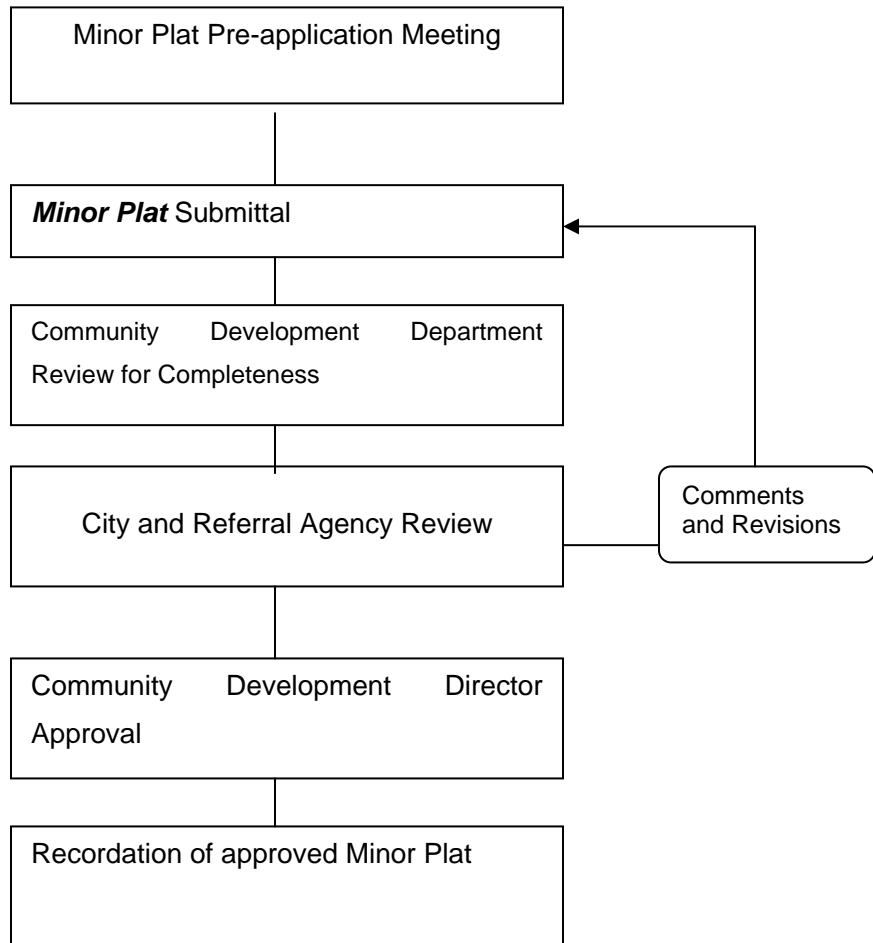 Minor Plat Pre-application Meeting
Minor Plat Submittal
Community Development Department
Review for Completeness
City and Referral Agency Review
Comments
and Revisions
Community Development Director
Approval
Recordation of approved Minor Plat